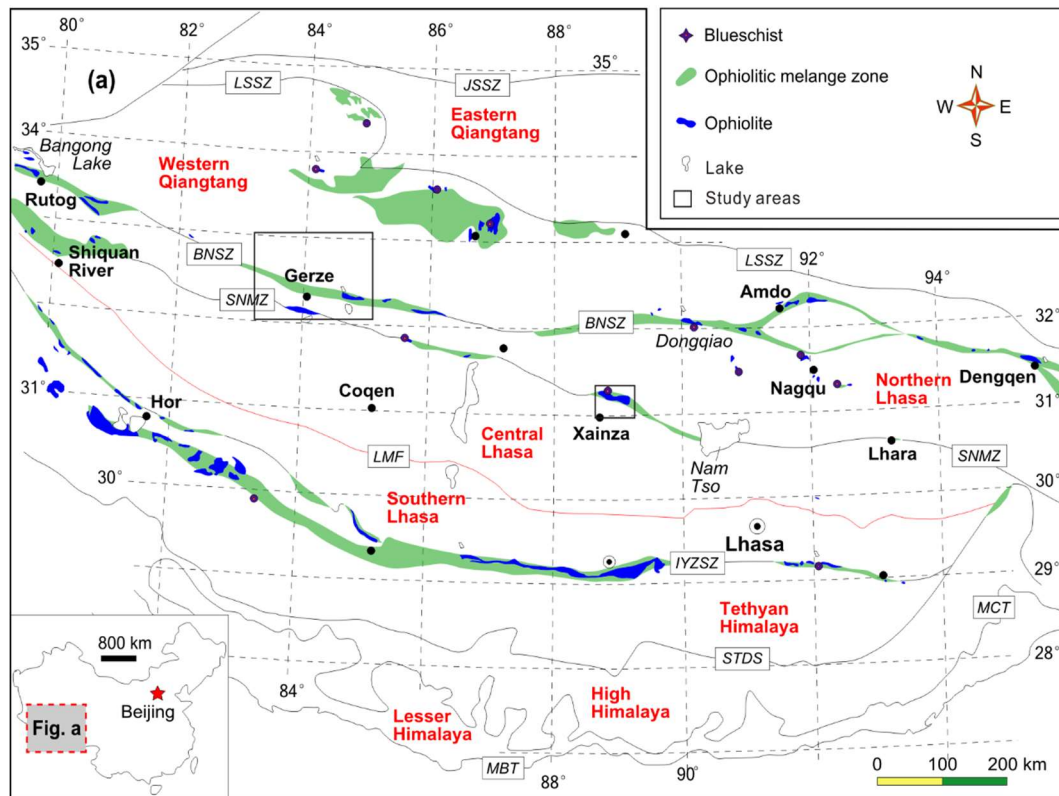 80°
82°
84°
86°
88°
35°
35°
(a)
LSSZ
JSSZ
Eastern
Qiangtang
34°
Bangong
Lake
Western
Qiangtang
Rutog
Shiquan
River
BNSZ
SNMZ
Gerze
BNSZ
LSSZ
92°
94°
Amdo
32°
Dongqiao
Nagqu
Northern
Lhasa
Dengqen
31°
31°
Hor
Coqen
Central
Lhasa
Xainza
Nam
Tso
Lhara
SNMZ
30°
30°
LMF
Southern
Lhasa
Lhasa
IYZSZ
29°
Tethyan
Himalaya
MCT
STDS
28°
84°
High
Himalaya
Lesser
Himalaya
MBT
88°
90°
Blueschist
Ophiolitic melange zone
Ophiolite
Lake
Study areas
N
W
E
S
800 km
Beijing
Fig. a
0
100
200 km